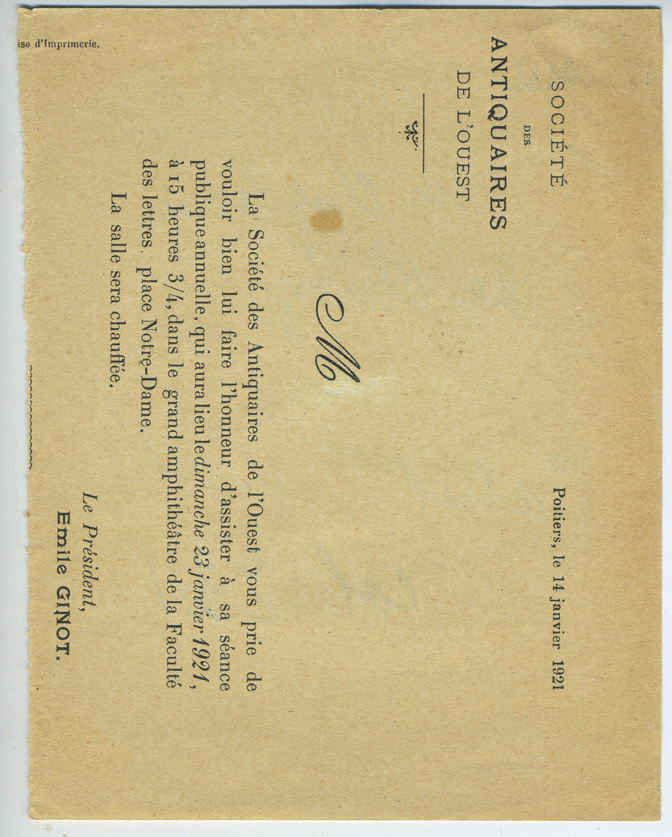 SOCIÉTÉ
DES
ANTIQUAIRES
DE L'OUEST
Poitiers, le 14 janvier 1921
M
La Société des Antiquaires de l'Ouest vous prie de
vouloir bien lui faire l'honneur d'assister à sa séance
publique annuelle, qui aura lieu le dimanche 23 janvier 1921,
à 15 heures 3/4, dans le grand amphithéâtre de la Faculté
des lettres, place Notre-Dame.
La salle sera chauffée.
Le Président,
Emile GINOT.
ise d'Imprimerie.